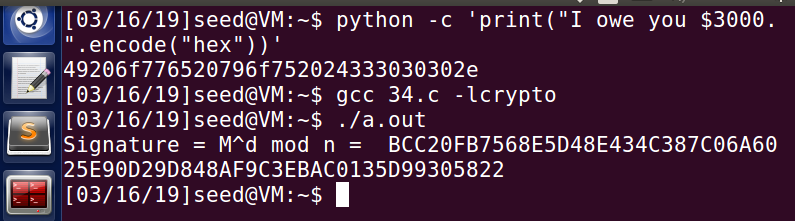 [03/16/19]seed@VM:~$ python -c 'print("I owe you $3000.
".encode("hex"))'
49206f776520796f752024333030302e
[03/16/19]seed@VM:~$ gcc 34.c -lcrypto
[03/16/19]seed@VM:~$ ./a.out
Signature = M^d mod n =  BCC20FB7568E5D48E434C387C06A60
25E90D29D848AF9C3EBAC0135D99305822
[03/16/19]seed@VM:~$